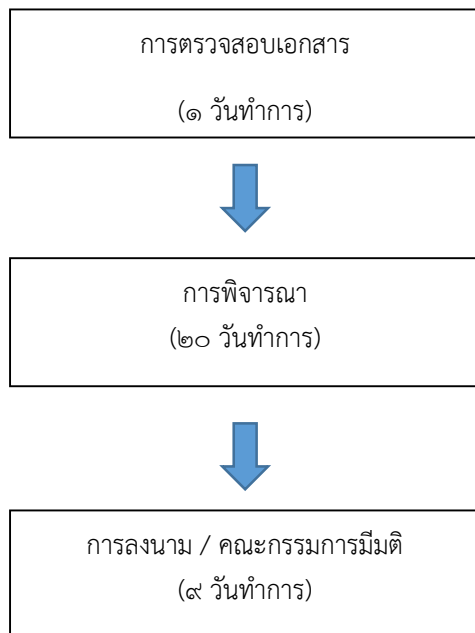 การตรวจสอบเอกสาร
(๑ วันทำการ)
การพิจารณา
(๒๐ วันทำการ)
การลงนาม / คณะกรรมการมีมติ
(๙ วันทำการ)